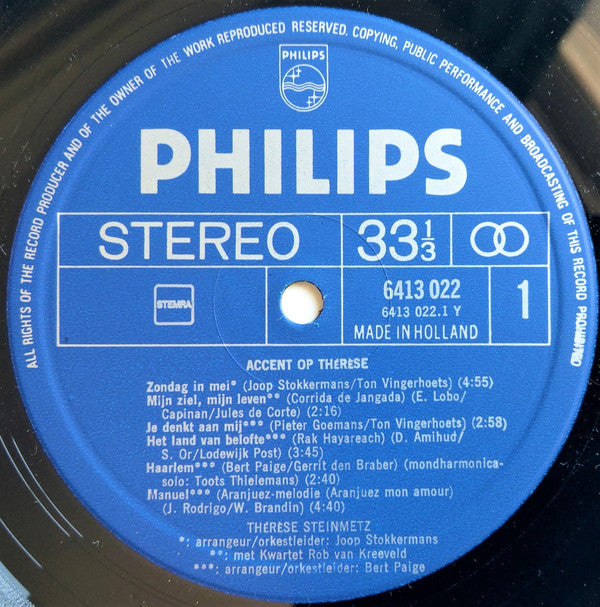 ALL RIGHTS OF THE RECORD PRODUCER AND OF THE OWNER OF THE WORK REPRODUCED RESERVED. COPYING, PUBLIC PERFORMANCE AND BROADCASTING OF THIS RECORD PROHIBITED
PHILIPS
PHILIPS
STEREO 33 1/3
STEMRA
6413 022
6413 022.1 Y
MADE IN HOLLAND
1
ACCENT OP THÉRÈSE
Zondag in mei* (Joop Stokkermans/Ton Vingerhoets) (4:55)
Mijn ziel, mijn leven** (Corrida de Jangada) (E. Lobo/
Capinan/Jules de Corte) (2:16)
Je denkt aan mij*** (Pieter Goemans/Ton Vingerhoets) (2:58)
Het land van belofte*** (Rak Hayareach) (D. Amihud/
S. Or/Lodewijk Post) (3:45)
Haarlem*** (Bert Paige/Gerrit den Braber) (mondharmonica-
solo: Toots Thielemans) (2:40)
Manuel*** (Aranjuez-melodie (Aranjuez mon amour)
(J. Rodrigo/W. Brandin) (4:40)
THÉRÈSE STEINMETZ
*: arrangeur/orkestleider: Joop Stokkermans
**: met Kwartet Rob van Kreeveld
***: arrangeur/orkestleider: Bert Paige